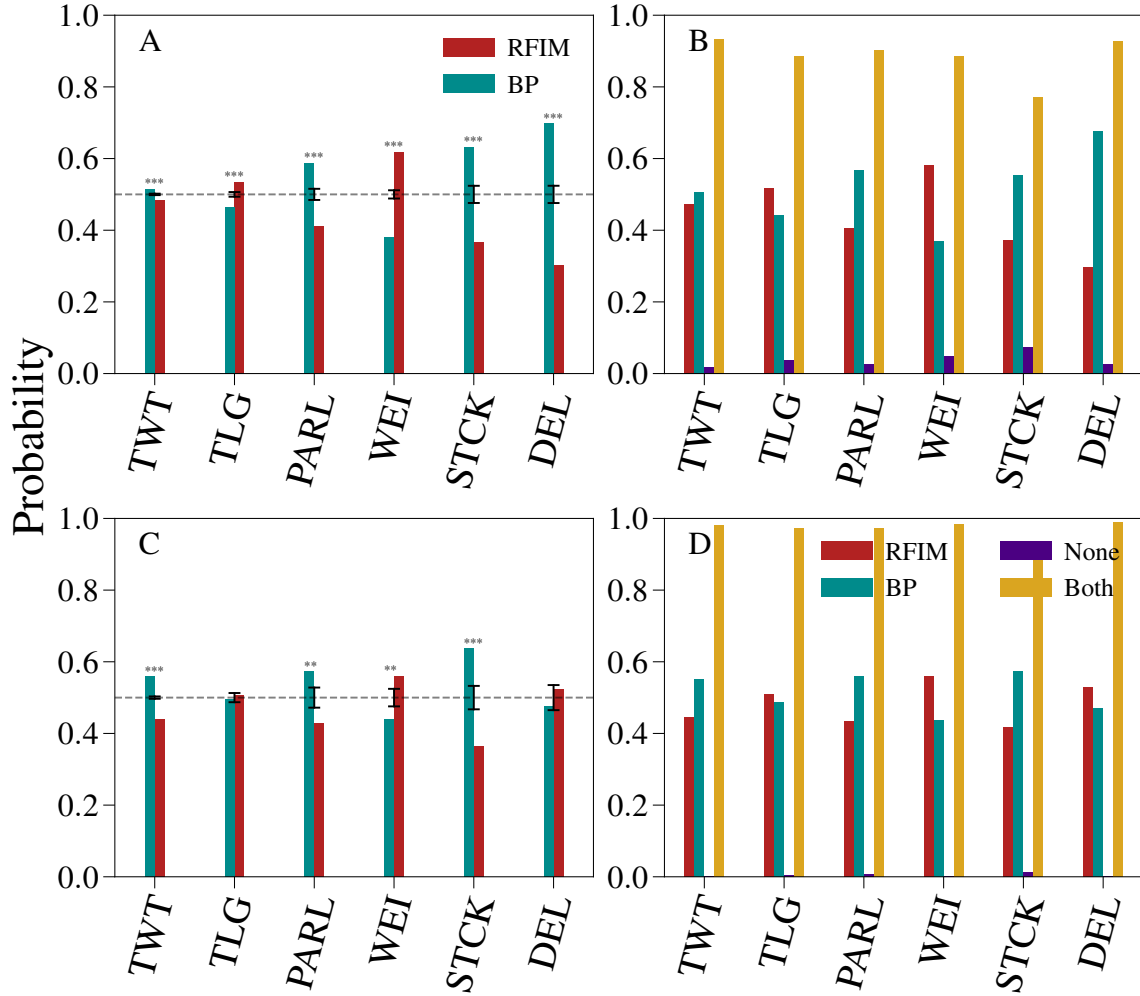 Probability
A
RFIM
BP
1.0
0.8
0.6
0.4
0.2
0.0
*** *** *** *** *** ***
TWT TLG PARL WEI STCK DEL
B
1.0
0.8
0.6
0.4
0.2
0.0
TWT TLG PARL WEI STCK DEL
C
1.0
0.8
0.6
0.4
0.2
0.0
*** ** ** ***
TWT TLG PARL WEI STCK DEL
D
RFIM None
BP Both
1.0
0.8
0.6
0.4
0.2
0.0
TWT TLG PARL WEI STCK DEL